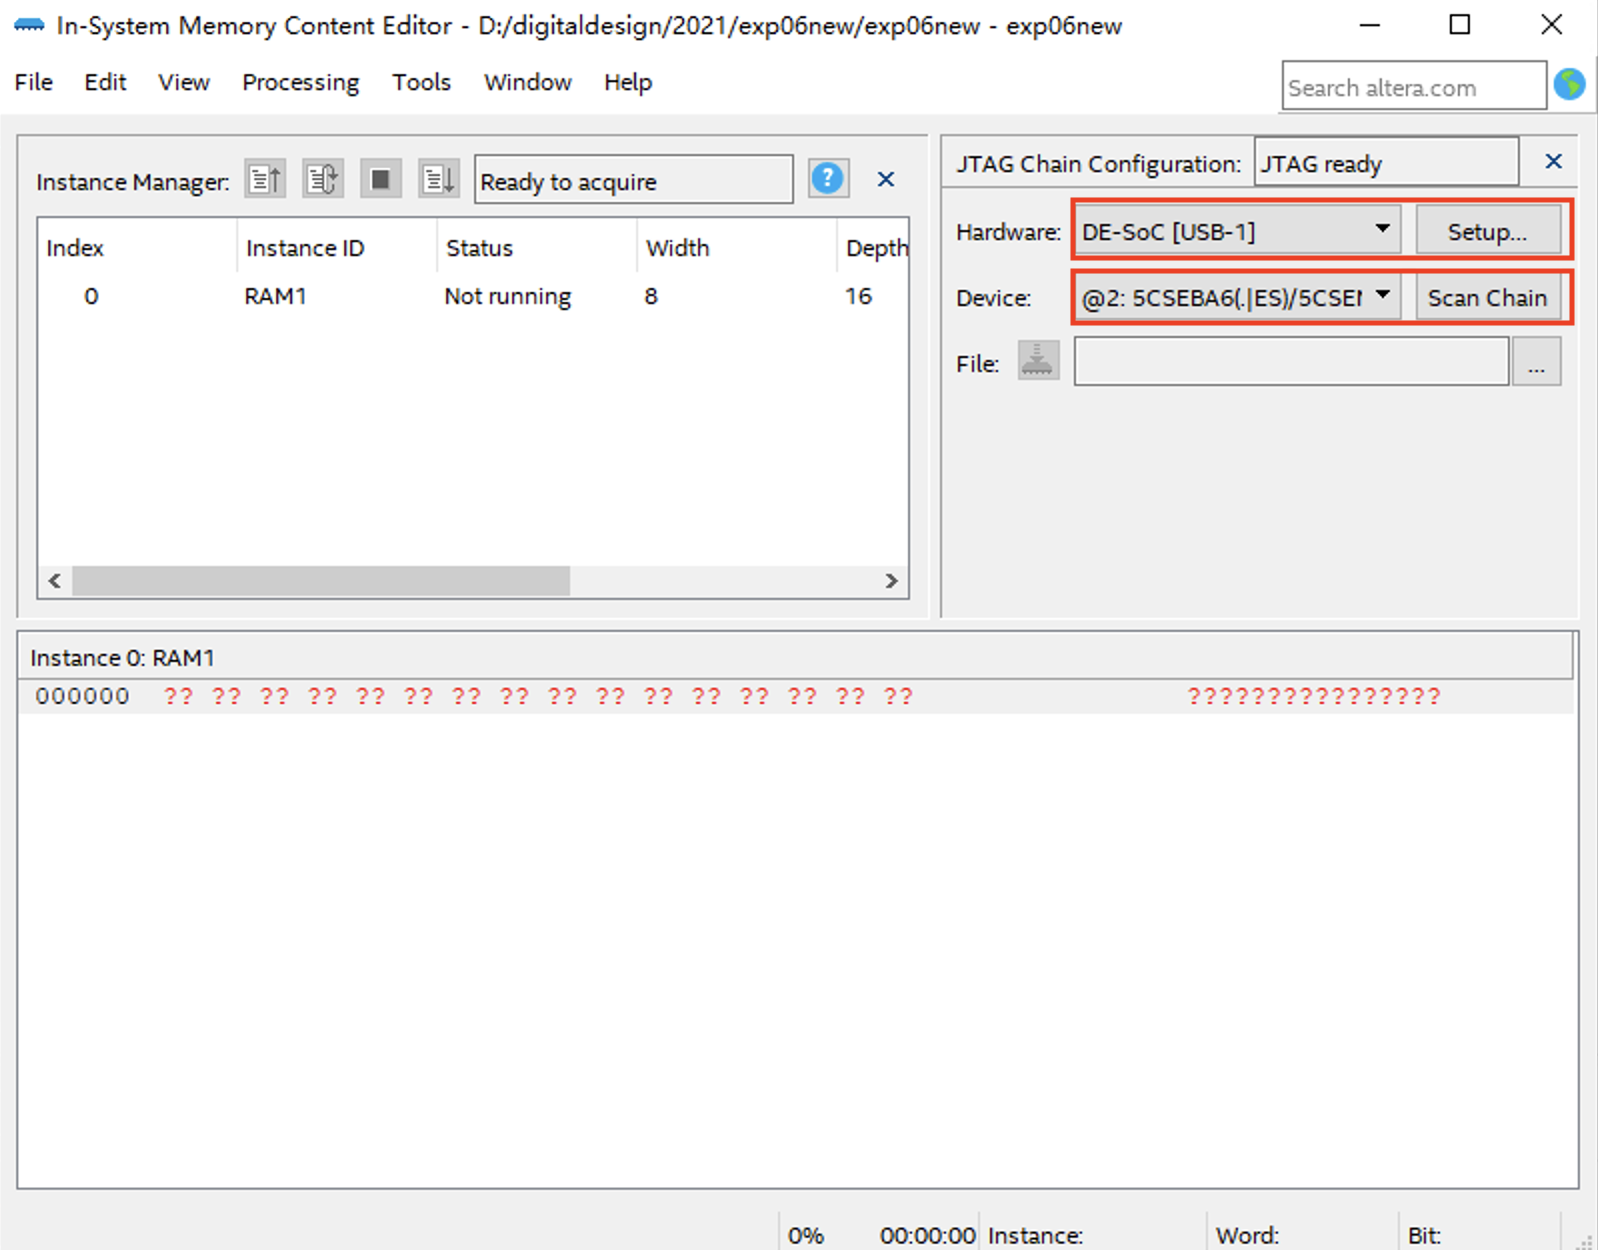 In-System Memory Content Editor - D:/digitaldesign/2021/exp06new/exp06new - exp06new
File Edit View Processing Tools Window Help
Search altera.com
Instance Manager: Ready to acquire
Index Instance ID Status Width Depth
0 RAM1 Not running 8 16
JTAG Chain Configuration: JTAG ready
Hardware: DE-SoC [USB-1] Setup...
Device: @2: 5CSEBA6(.|ES)/5CSEM Scan Chain
File: ...
Instance 0: RAM1
000000 ?? ?? ?? ?? ?? ?? ?? ?? ?? ?? ?? ?? ?? ?? ?? ?? ????????????????
0% 00:00:00 Instance: Word: Bit: